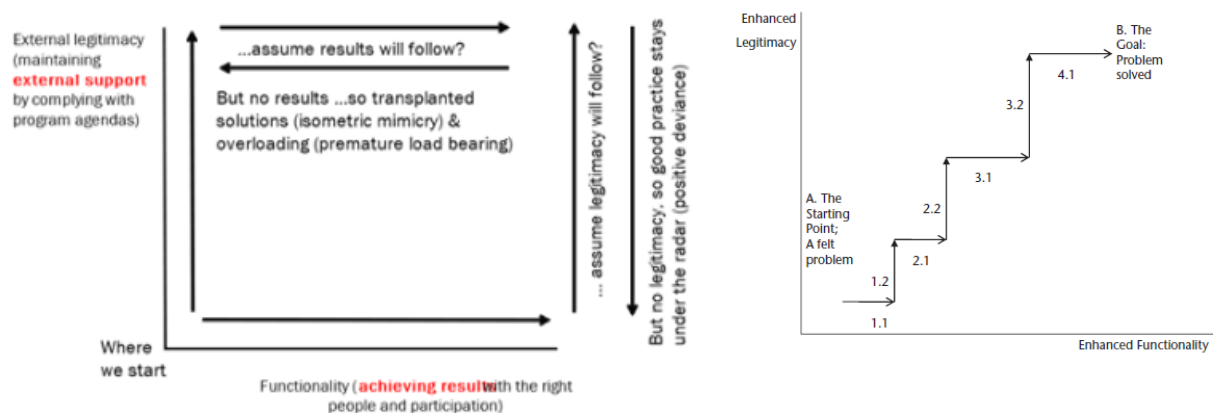 External legitimacy
(maintaining
external support
by complying with
program agendas)
...assume results will follow?
But no results ...so transplanted
solutions (isometric mimicry) &
overloading (premature load bearing)
... assume legitimacy will follow?
But no legitimacy, so good practice stays
under the radar (positive deviance)
Where
we start
Functionality (achieving results with the right
people and participation)
Enhanced
Legitimacy
B. The
Goal:
Problem
solved
4.1
3.2
3.1
A. The
Starting
Point;
A felt
problem
2.2
2.1
1.2
1.1
Enhanced Functionality